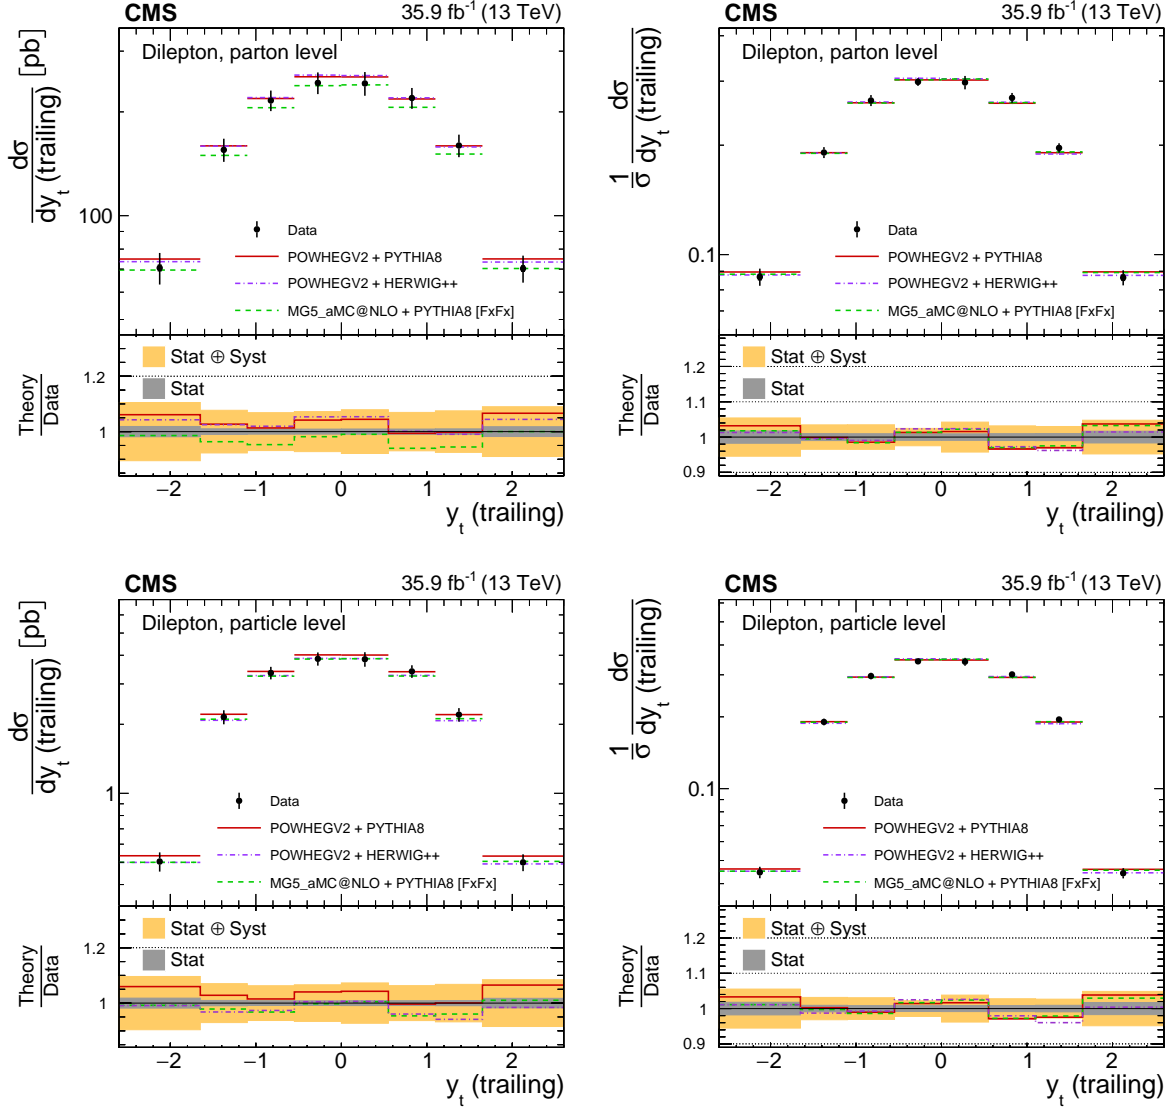 CMS 35.9 fb⁻¹ (13 TeV)
Dilepton, parton level
dσ / dy_t (trailing) [pb]
100
Data
POWHEGV2 + PYTHIA8
POWHEGV2 + HERWIG++
MG5_aMC@NLO + PYTHIA8 [FxFx]
Theory / Data
Stat ⊕ Syst
Stat
1.2
1
−2 −1 0 1 2
y_t (trailing)
CMS 35.9 fb⁻¹ (13 TeV)
Dilepton, parton level
1/σ dσ / dy_t (trailing)
0.1
Data
POWHEGV2 + PYTHIA8
POWHEGV2 + HERWIG++
MG5_aMC@NLO + PYTHIA8 [FxFx]
Theory / Data
Stat ⊕ Syst
Stat
1.2
1.1
1
0.9
−2 −1 0 1 2
y_t (trailing)
CMS 35.9 fb⁻¹ (13 TeV)
Dilepton, particle level
dσ / dy_t (trailing) [pb]
1
Data
POWHEGV2 + PYTHIA8
POWHEGV2 + HERWIG++
MG5_aMC@NLO + PYTHIA8 [FxFx]
Theory / Data
Stat ⊕ Syst
Stat
1.2
1
−2 −1 0 1 2
y_t (trailing)
CMS 35.9 fb⁻¹ (13 TeV)
Dilepton, particle level
1/σ dσ / dy_t (trailing)
0.1
Data
POWHEGV2 + PYTHIA8
POWHEGV2 + HERWIG++
MG5_aMC@NLO + PYTHIA8 [FxFx]
Theory / Data
Stat ⊕ Syst
Stat
1.2
1.1
1
0.9
−2 −1 0 1 2
y_t (trailing)